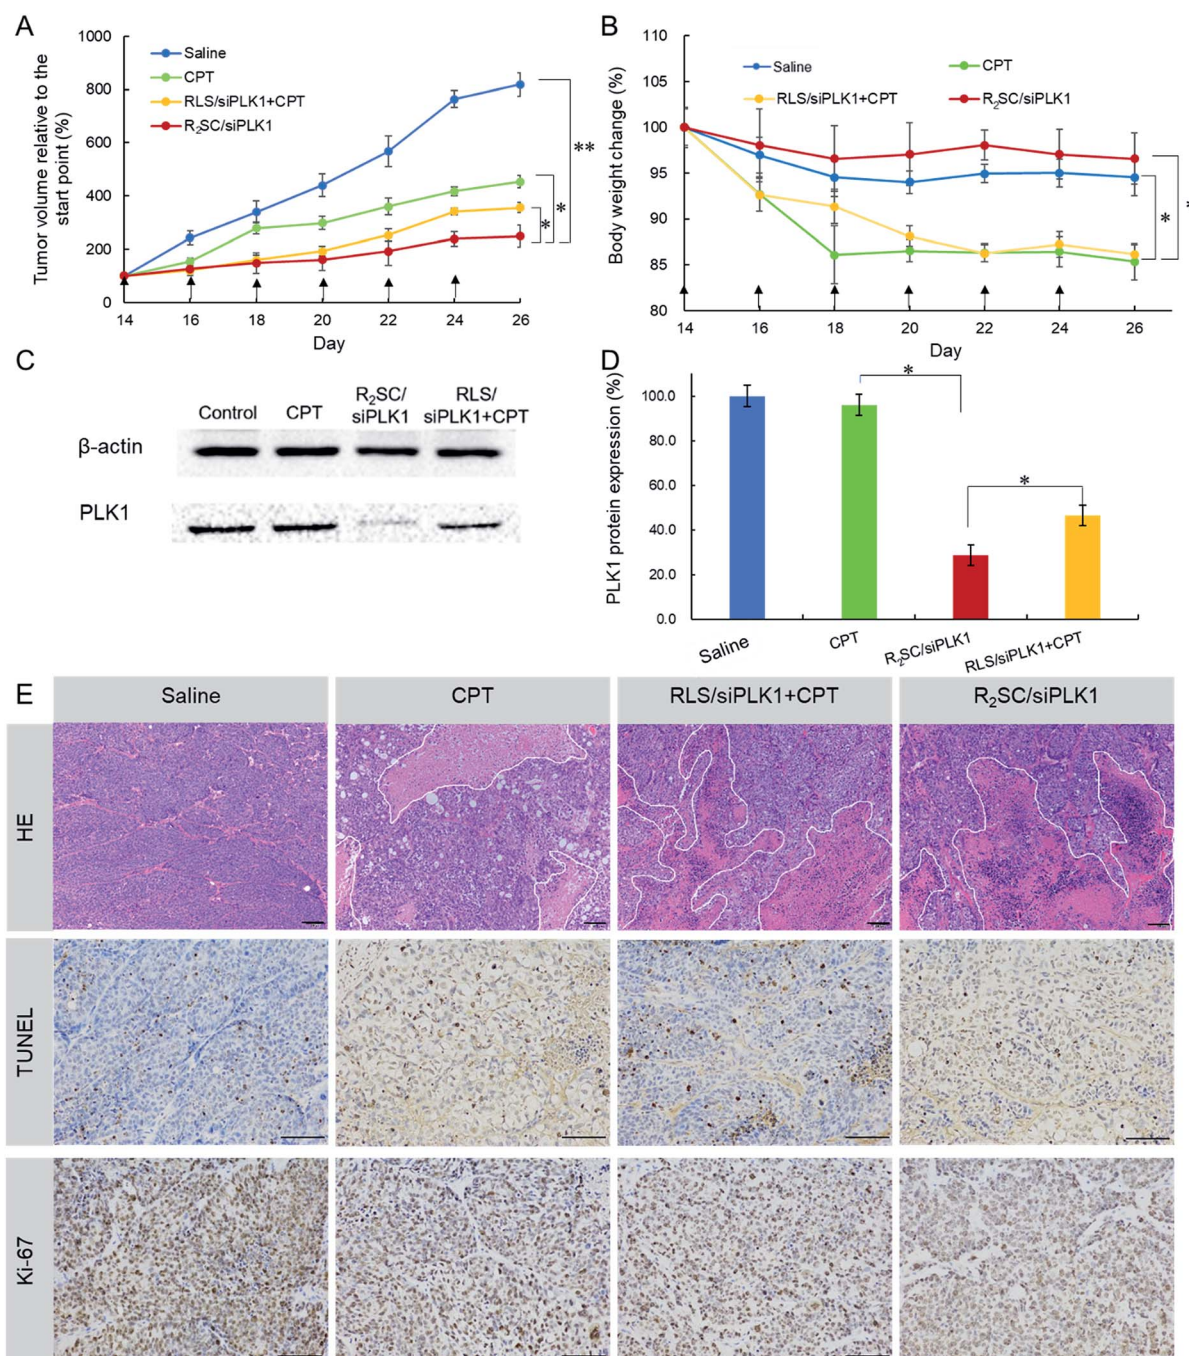 A
Tumor volume relative to the
start point (%)
1000
800
600
400
200
0
Saline
CPT
RLS/siPLK1+CPT
R₂SC/siPLK1
**
*
*
14 16 18 20 22 24 26
Day
B
Body weight change (%)
110
105
100
95
90
85
80
Saline CPT
RLS/siPLK1+CPT R₂SC/siPLK1
*
*
14 16 18 20 22 24 26
Day
C
Control CPT R₂SC/ RLS/
siPLK1 siPLK1+CPT
β-actin
PLK1
D
PLK1 protein expression (%)
100.0
80.0
60.0
40.0
20.0
0.0
*
*
Saline CPT R₂SC/siPLK1 RLS/siPLK1+CPT
E
Saline CPT RLS/siPLK1+CPT R₂SC/siPLK1
HE
TUNEL
Ki-67